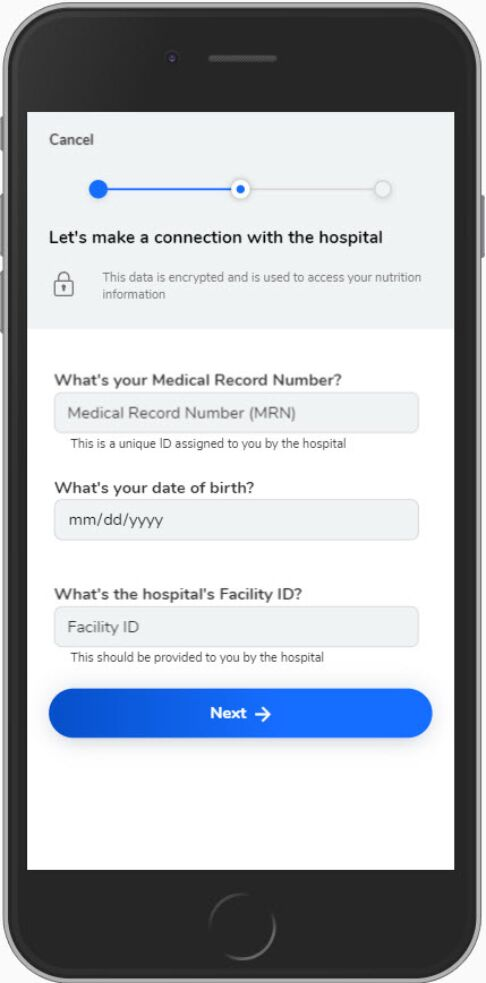 Cancel
Let's make a connection with the hospital
This data is encrypted and is used to access your nutrition
information
What's your Medical Record Number?
Medical Record Number (MRN)
This is a unique ID assigned to you by the hospital
What's your date of birth?
mm/dd/yyyy
What's the hospital's Facility ID?
Facility ID
This should be provided to you by the hospital
Next →